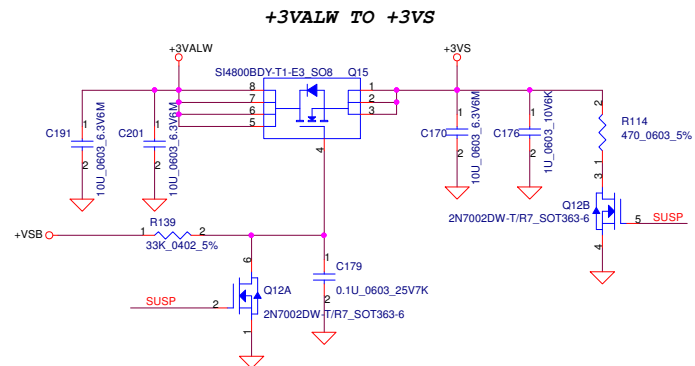 +3VALW TO +3VS
+3VALW
+3VS
SI4800BDY-T1-E3_SO8 Q15
8
7
6
5
1
2
3
4
C191
1
2
10U_0603_6.3V6M
C201
1
2
10U_0603_6.3V6M
C170
1
2
10U_0603_6.3V6M
C176
1
2
1U_0603_10V6K
2
R114
470_0603_5%
1
3
Q12B
2N7002DW-T/R7_SOT363-6
5
SUSP
4
+VSB
1
R139
2
33K_0402_5%
6
1
C179
0.1U_0603_25V7K
2
Q12A
SUSP
2
2N7002DW-T/R7_SOT363-6
1